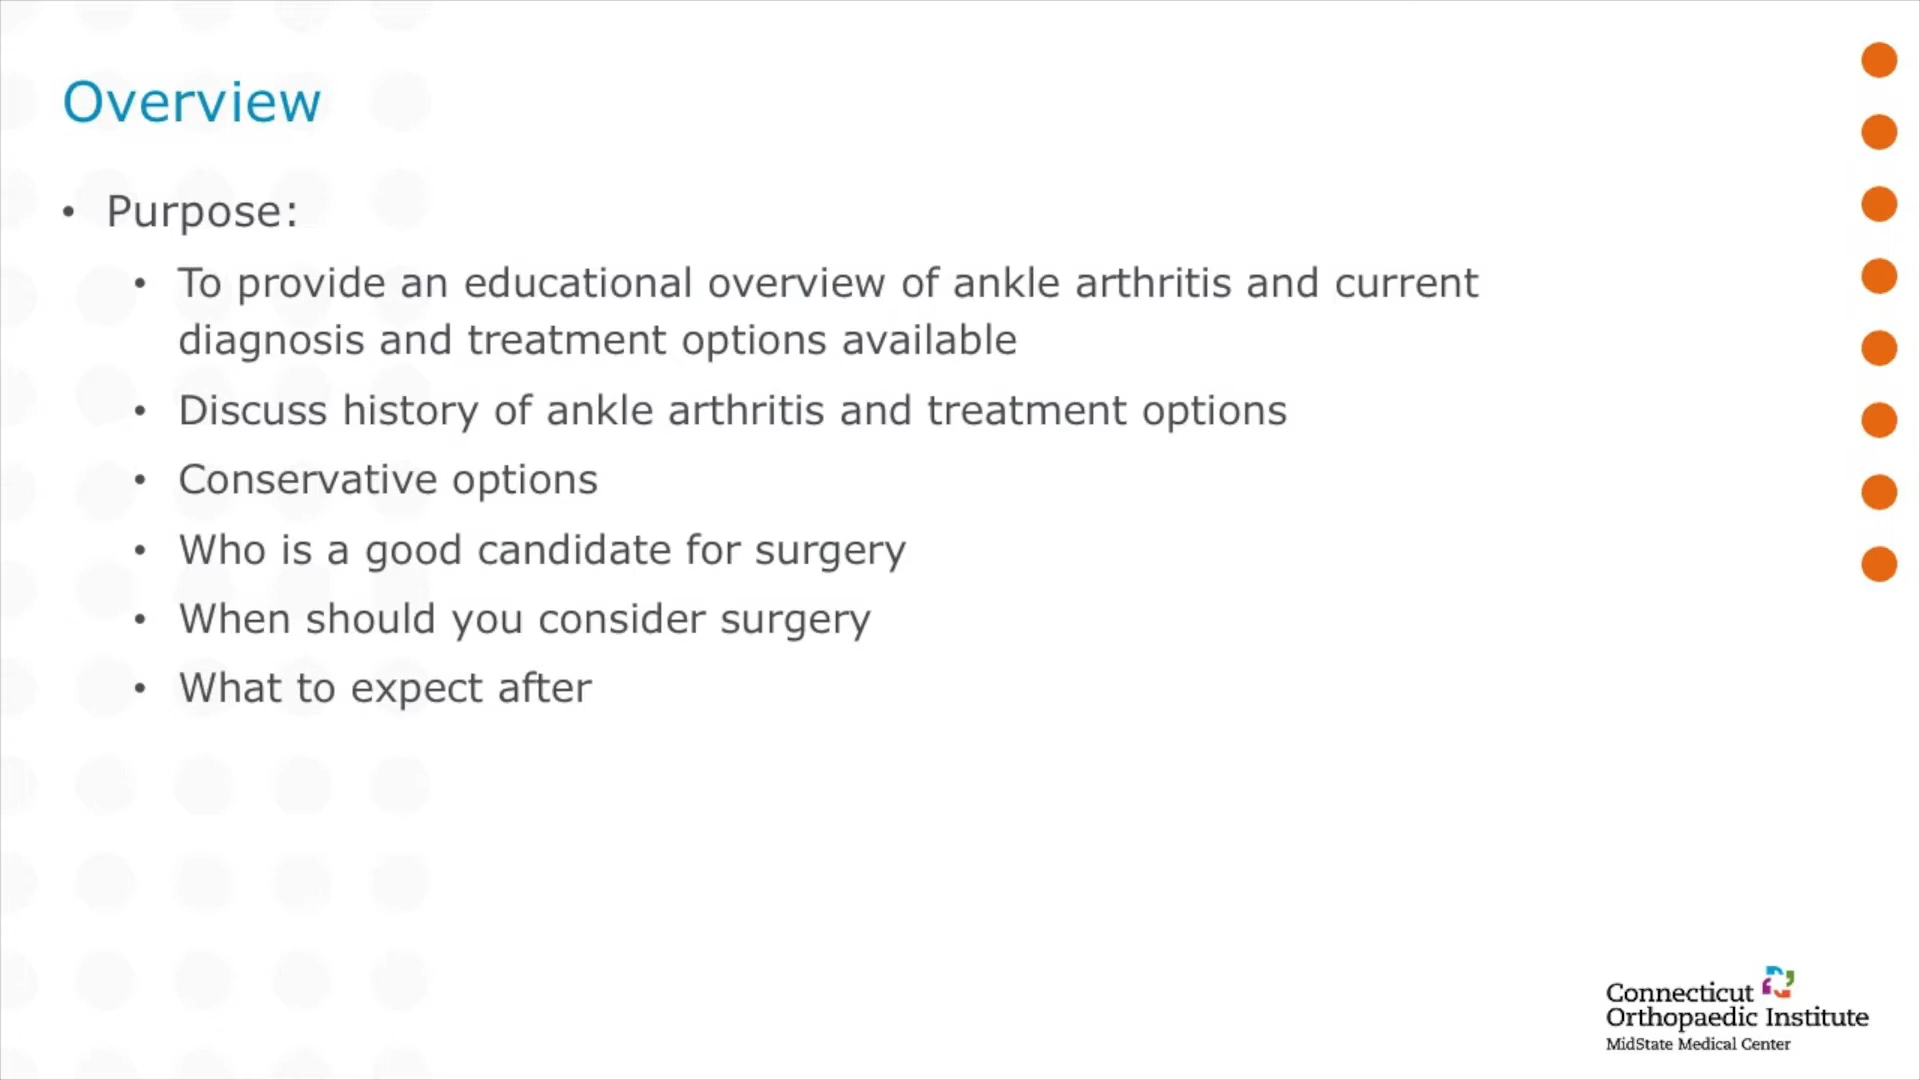 Overview
• Purpose:
• To provide an educational overview of ankle arthritis and current
diagnosis and treatment options available
• Discuss history of ankle arthritis and treatment options
• Conservative options
• Who is a good candidate for surgery
• When should you consider surgery
• What to expect after
Connecticut
Orthopaedic Institute
MidState Medical Center